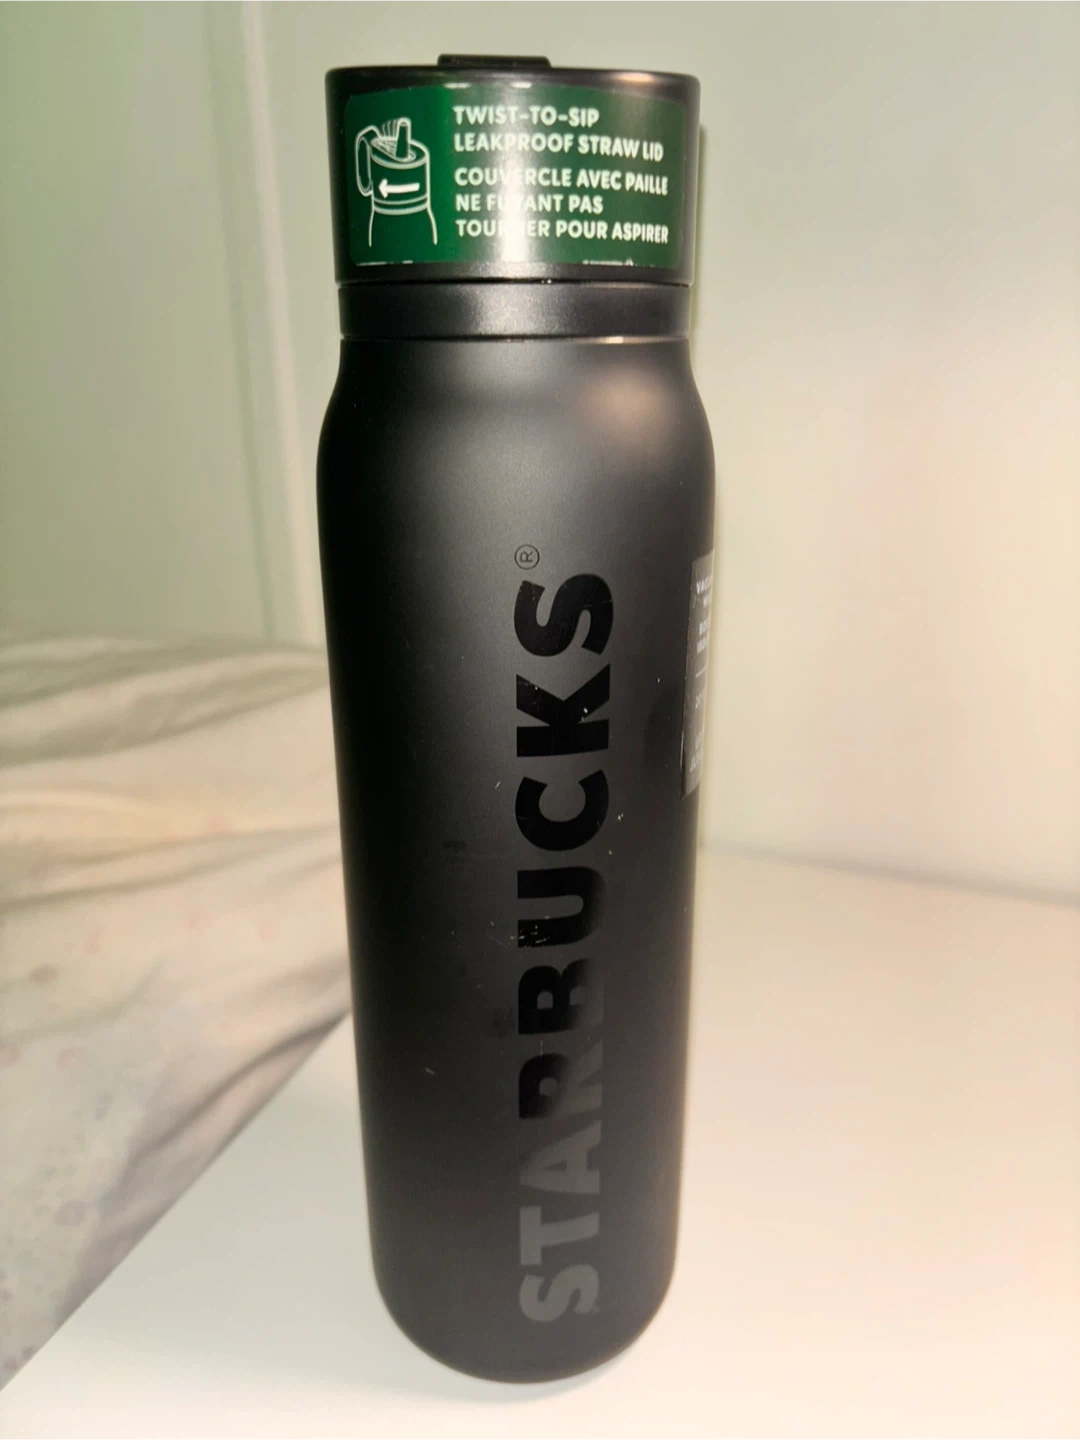 TWIST-TO-SIP
LEAKPROOF STRAW LID
COUVERCLE AVEC PAILLE
NE FUYANT PAS
TOURNER POUR ASPIRER
STARBUCKS®